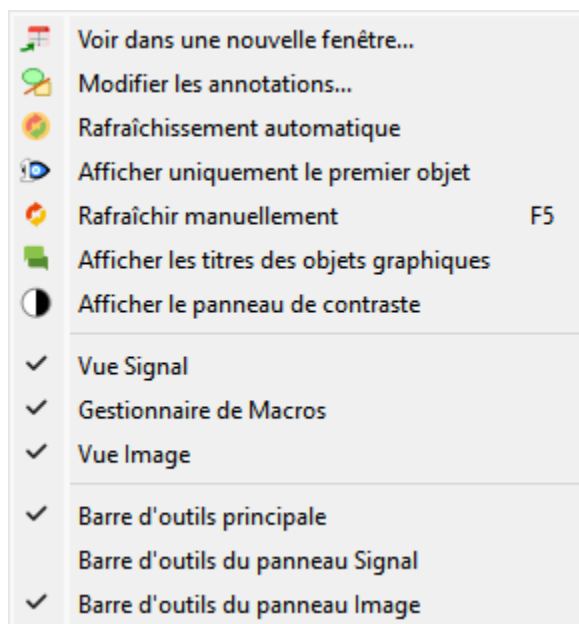 Voir dans une nouvelle fenêtre...
Modifier les annotations...
Rafraîchissement automatique
Afficher uniquement le premier objet
Rafraîchir manuellement F5
Afficher les titres des objets graphiques
Afficher le panneau de contraste
Vue Signal
Gestionnaire de Macros
Vue Image
Barre d'outils principale
Barre d'outils du panneau Signal
Barre d'outils du panneau Image